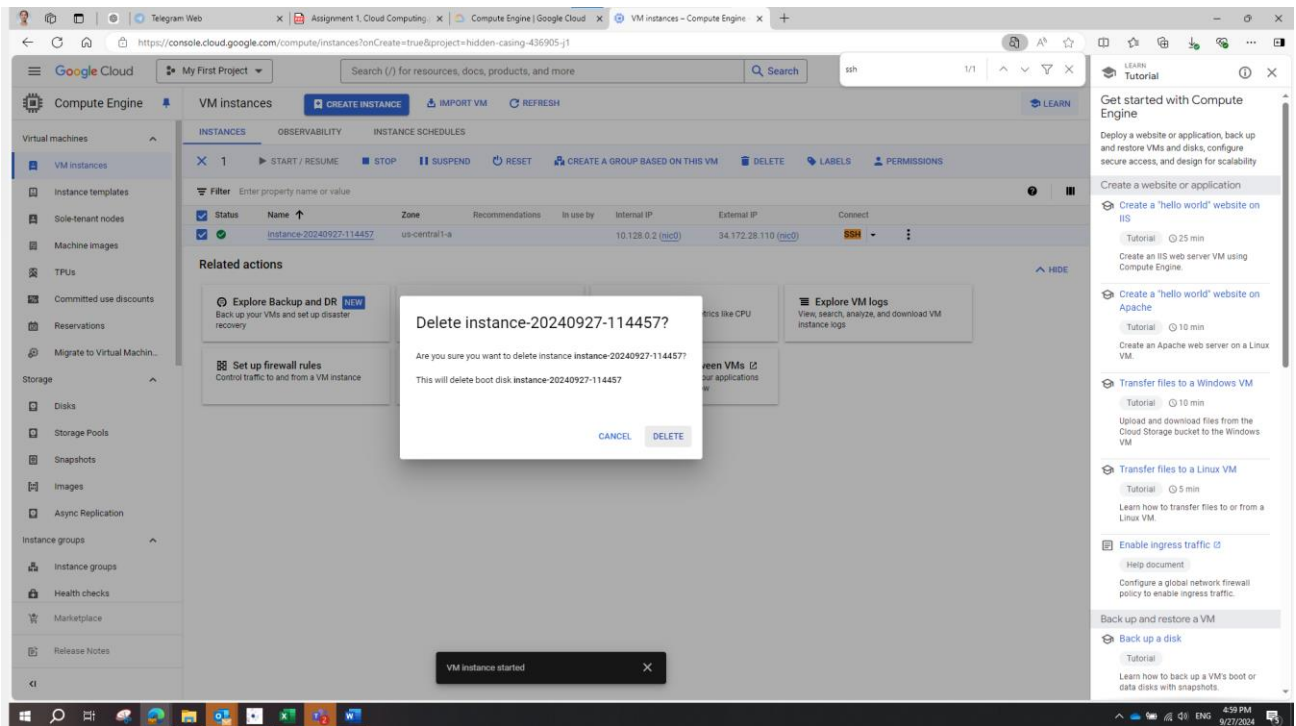 Telegram Web
Assignment 1, Cloud Computing.
Compute Engine | Google Cloud
VM instances – Compute Engine
https://console.cloud.google.com/compute/instances?onCreate=true&project=hidden-casing-436905-j1
Google Cloud
My First Project
Search (/) for resources, docs, products, and more
Search
ssh
1/1
LEARN
Tutorial
Compute Engine
VM instances
CREATE INSTANCE
IMPORT VM
REFRESH
LEARN
INSTANCES
OBSERVABILITY
INSTANCE SCHEDULES
1
START / RESUME
STOP
SUSPEND
RESET
CREATE A GROUP BASED ON THIS VM
DELETE
LABELS
PERMISSIONS
Filter Enter property name or value
Status Name Zone Recommendations In use by Internal IP External IP Connect
instance-20240927-114457 us-central1-a 10.128.0.2 (nic0) 34.172.28.110 (nic0) SSH
Related actions
HIDE
Explore Backup and DR NEW
Back up your VMs and set up disaster
recovery
etrics like CPU
Explore VM logs
View, search, analyze, and download VM
instance logs
Set up firewall rules
Control traffic to and from a VM instance
ween VMs
our applications
Delete instance-20240927-114457?
Are you sure you want to delete instance instance-20240927-114457?
This will delete boot disk instance-20240927-114457
CANCEL
DELETE
VM instance started
Virtual machines
VM instances
Instance templates
Sole-tenant nodes
Machine images
TPUs
Committed use discounts
Reservations
Migrate to Virtual Machin...
Storage
Disks
Storage Pools
Snapshots
Images
Async Replication
Instance groups
Instance groups
Health checks
Marketplace
Release Notes
Get started with Compute
Engine
Deploy a website or application, back up
and restore VMs and disks, configure
secure access, and design for scalability
Create a website or application
Create a "hello world" website on
IIS
Tutorial 25 min
Create an IIS web server VM using
Compute Engine.
Create a "hello world" website on
Apache
Tutorial 10 min
Create an Apache web server on a Linux
VM.
Transfer files to a Windows VM
Tutorial 10 min
Upload and download files from the
Cloud Storage bucket to the Windows
VM
Transfer files to a Linux VM
Tutorial 5 min
Learn how to transfer files to or from a
Linux VM.
Enable ingress traffic
Help document
Configure a global network firewall
policy to enable ingress traffic.
Back up and restore a VM
Back up a disk
Tutorial
Learn how to back up a VM's boot or
data disks with snapshots.
ENG
4:59 PM
9/27/2024